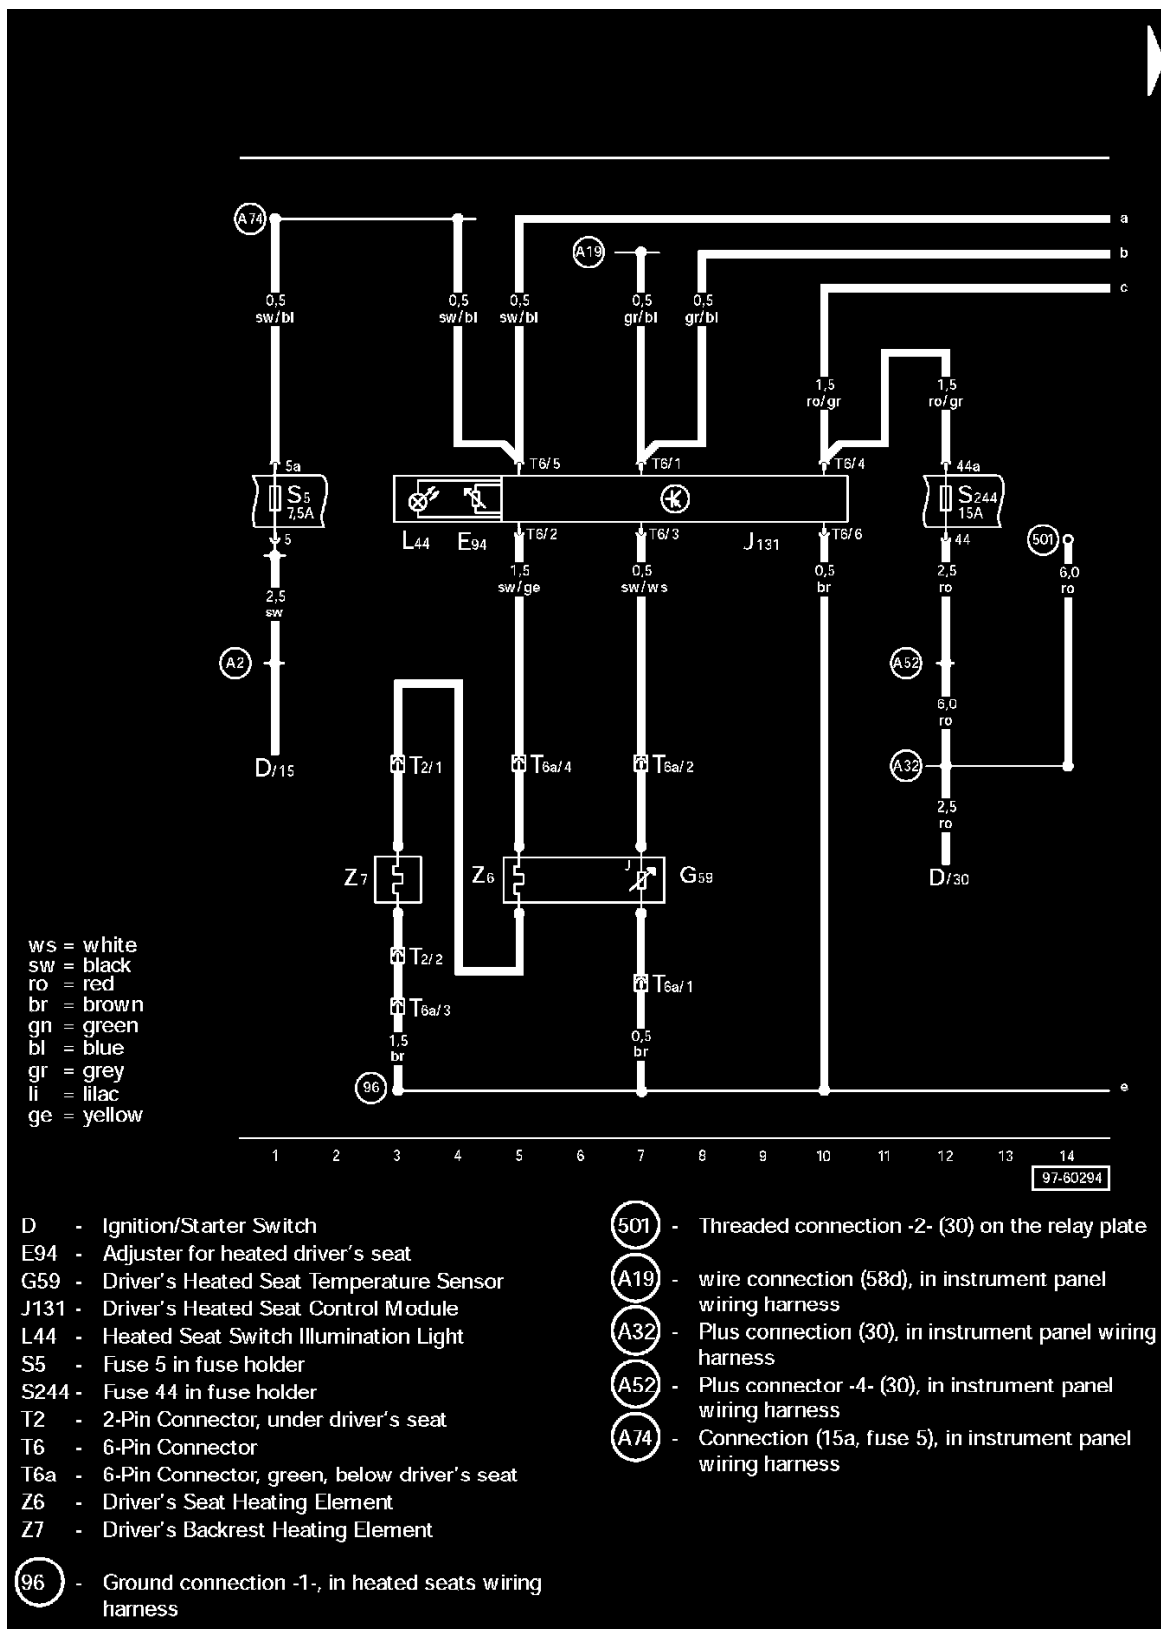 A74
a
A19
b
c
0,5 0,5 0,5 0,5 0,5
sw/bl sw/bl sw/bl gr/bl gr/bl
1,5 1,5
ro/gr ro/gr
5a T6/5 T6/1 T6/4 44a
S5
7,5A
S244
15A
5 L44 E94 T6/2 T6/3 J131 T6/6 44 501
1,5 0,5 0,5 2,5 6,0
sw/ge sw/ws br ro ro
2,5
sw
A2 A52
6,0
ro
D/15 T2/1 T6a/4 T6a/2 A32
2,5
ro
J
Z7 Z6 G59 D/30
ws = white
sw = black
ro = red
br = brown
gn = green
bl = blue
gr = grey
li = lilac
ge = yellow
T2/2
T6a/1
T6a/3
1,5 0,5
br br
96 e
1 2 3 4 5 6 7 8 9 10 11 12 13 14
97-60294
D - Ignition/Starter Switch
E94 - Adjuster for heated driver's seat
G59 - Driver's Heated Seat Temperature Sensor
J131 - Driver's Heated Seat Control Module
L44 - Heated Seat Switch Illumination Light
S5 - Fuse 5 in fuse holder
S244 - Fuse 44 in fuse holder
T2 - 2-Pin Connector, under driver's seat
T6 - 6-Pin Connector
T6a - 6-Pin Connector, green, below driver's seat
Z6 - Driver's Seat Heating Element
Z7 - Driver's Backrest Heating Element
96 - Ground connection -1-, in heated seats wiring
harness
501 - Threaded connection -2- (30) on the relay plate
A19 - wire connection (58d), in instrument panel
wiring harness
A32 - Plus connection (30), in instrument panel wiring
harness
A52 - Plus connector -4- (30), in instrument panel
wiring harness
A74 - Connection (15a, fuse 5), in instrument panel
wiring harness